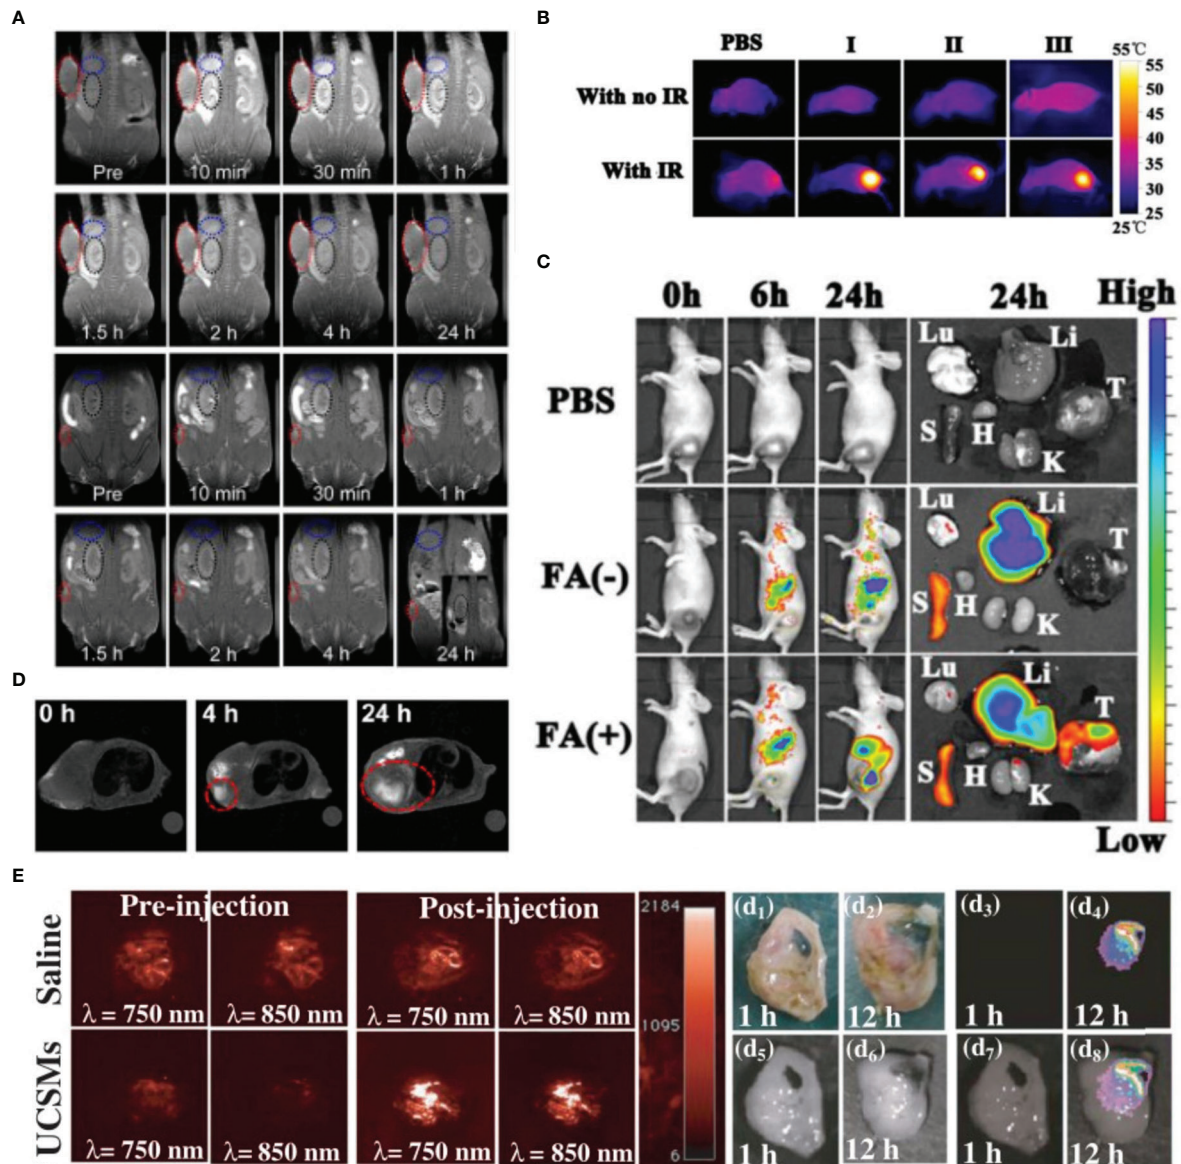 A
Pre 10 min 30 min 1 h
1.5 h 2 h 4 h 24 h
Pre 10 min 30 min 1 h
1.5 h 2 h 4 h 24 h
B
PBS I II III
With no IR
With IR
55℃
55
50
45
40
35
30
25
25℃
C
0h 6h 24h 24h High
PBS
Lu Li T S H K
FA(-)
Lu Li T S H K
FA(+)
Lu Li T S H K
Low
D
0 h 4 h 24 h
E
Pre-injection Post-injection
Saline
λ = 750 nm λ= 850 nm λ = 750 nm λ = 850 nm
UCSMs
λ = 750 nm λ= 850 nm λ = 750 nm λ = 850 nm
2184
1095
6
(d1) (d2) (d3) (d4)
1 h 12 h 1 h 12 h
(d5) (d6) (d7) (d8)
1 h 12 h 1 h 12 h